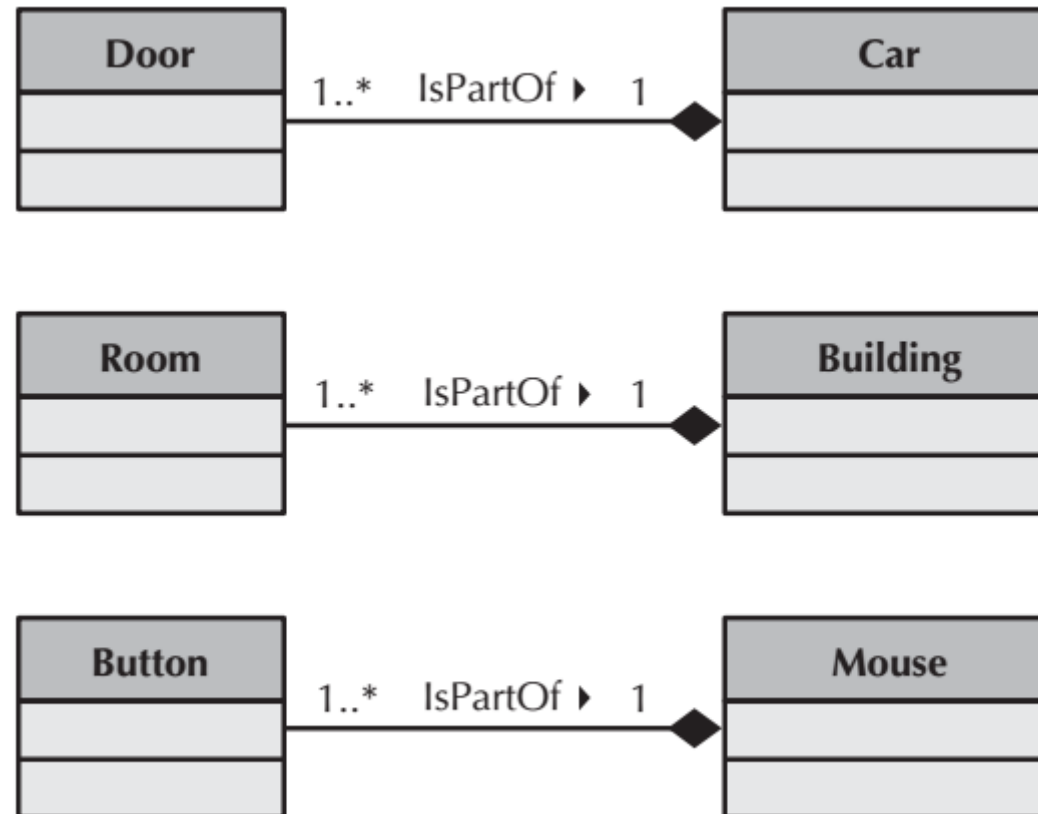 Door
Car
1..* IsPartOf ▸ 1
Room
Building
1..* IsPartOf ▸ 1
Button
Mouse
1..* IsPartOf ▸ 1